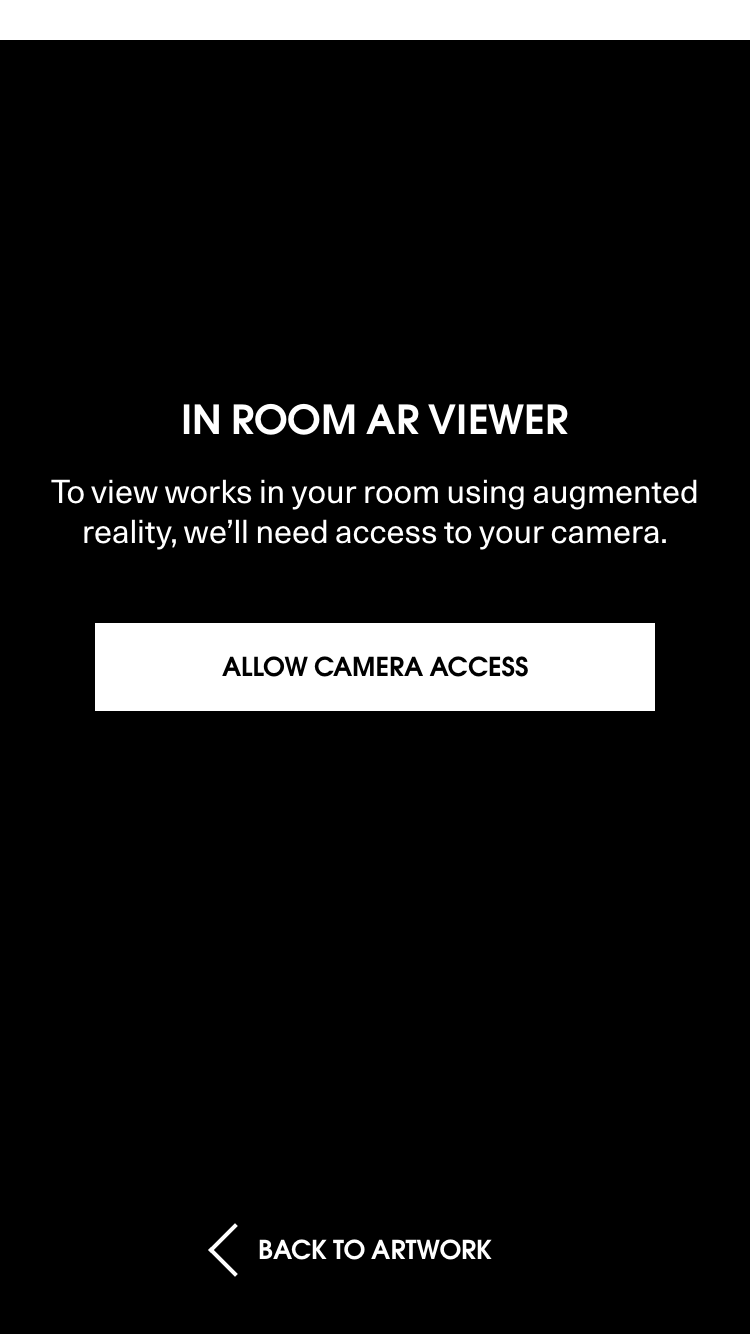 IN ROOM AR VIEWER
To view works in your room using augmented
reality, we’ll need access to your camera.
ALLOW CAMERA ACCESS
BACK TO ARTWORK